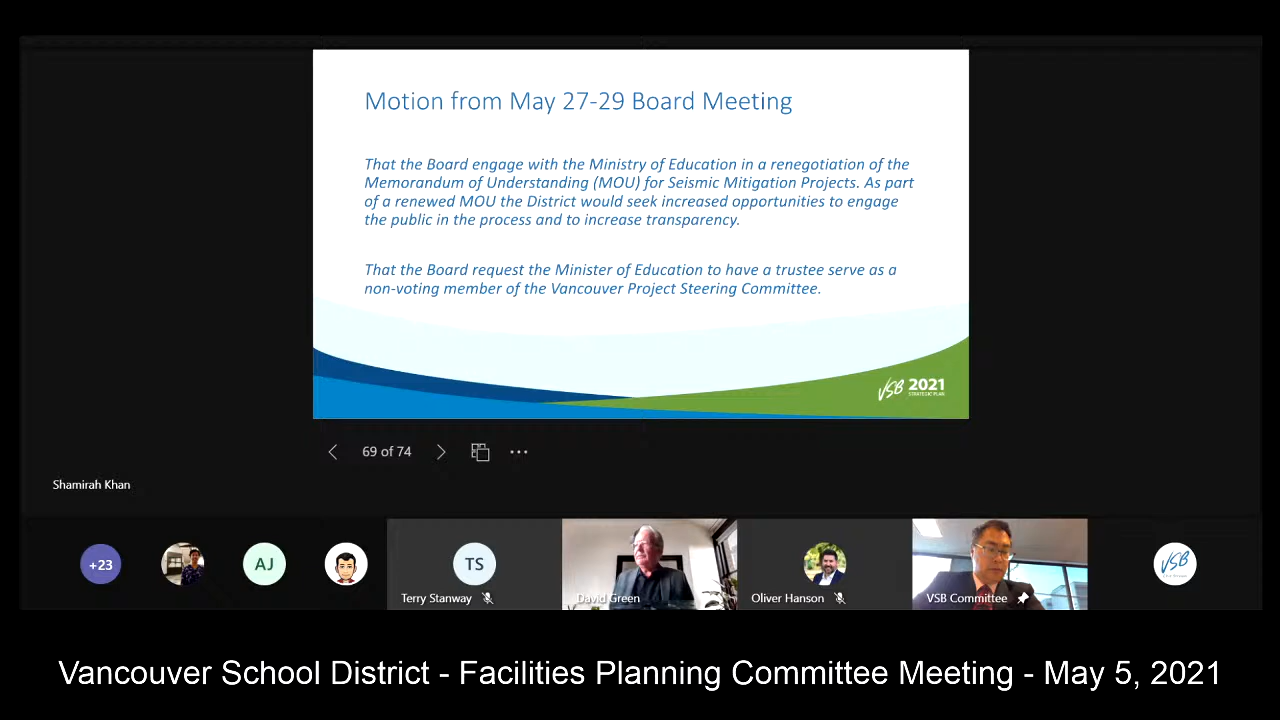 Motion from May 27-29 Board Meeting
That the Board engage with the Ministry of Education in a renegotiation of the
Memorandum of Understanding (MOU) for Seismic Mitigation Projects. As part
of a renewed MOU the District would seek increased opportunities to engage
the public in the process and to increase transparency.
That the Board request the Minister of Education to have a trustee serve as a
non-voting member of the Vancouver Project Steering Committee.
VSB 2021
STRATEGIC PLAN
69 of 74
Shamirah Khan
+23
AJ
TS
VSB
Terry Stanway
David Green
Oliver Hanson
VSB Committee
Vancouver School District - Facilities Planning Committee Meeting - May 5, 2021